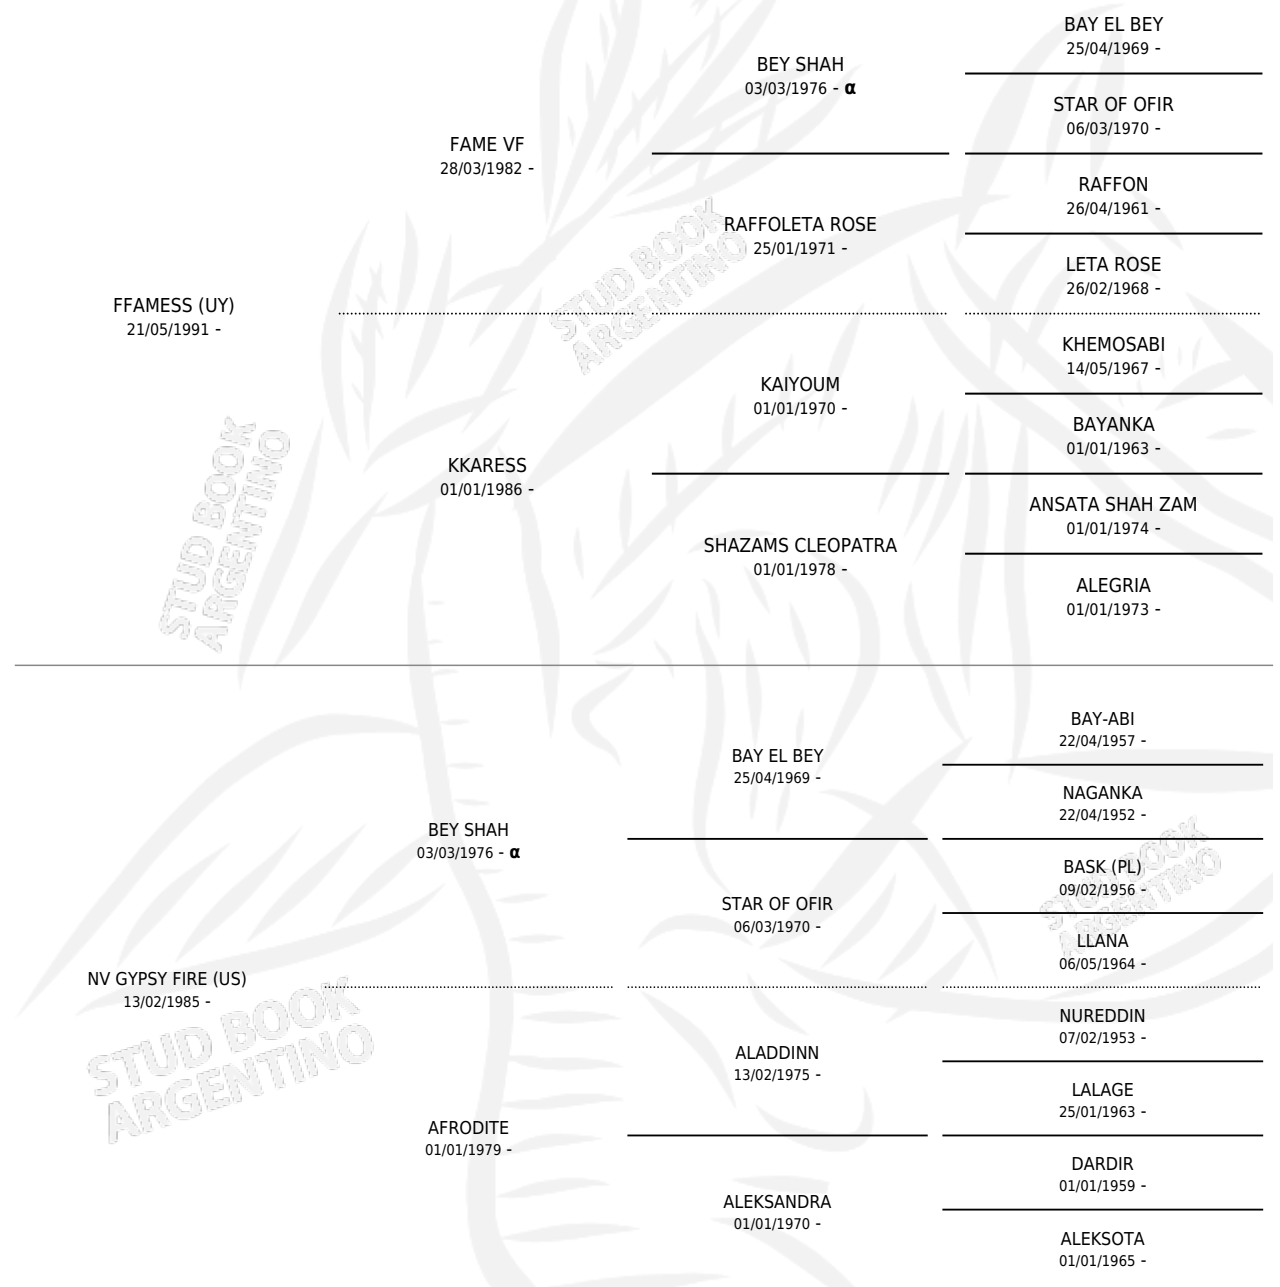 FFAMESS (UY)
21/05/1991 -
FAME VF
28/03/1982 -
KKARESS
01/01/1986 -
BEY SHAH
03/03/1976 - α
RAFFOLETA ROSE
25/01/1971 -
KAIYOUM
01/01/1970 -
SHAZAMS CLEOPATRA
01/01/1978 -
BAY EL BEY
25/04/1969 -
STAR OF OFIR
06/03/1970 -
RAFFON
26/04/1961 -
LETA ROSE
26/02/1968 -
KHEMOSABI
14/05/1967 -
BAYANKA
01/01/1963 -
ANSATA SHAH ZAM
01/01/1974 -
ALEGRIA
01/01/1973 -
STUD BOOK
ARGENTINO
STUD BOOK
ARGENTINO
NV GYPSY FIRE (US)
13/02/1985 -
BEY SHAH
03/03/1976 - α
AFRODITE
01/01/1979 -
BAY EL BEY
25/04/1969 -
STAR OF OFIR
06/03/1970 -
ALADDINN
13/02/1975 -
ALEKSANDRA
01/01/1970 -
BAY-ABI
22/04/1957 -
NAGANKA
22/04/1952 -
BASK (PL)
09/02/1956 -
LLANA
06/05/1964 -
NUREDDIN
07/02/1953 -
LALAGE
25/01/1963 -
DARDIR
01/01/1959 -
ALEKSOTA
01/01/1965 -
STUD BOOK
ARGENTINO
STUD BOOK
ARGENTINO